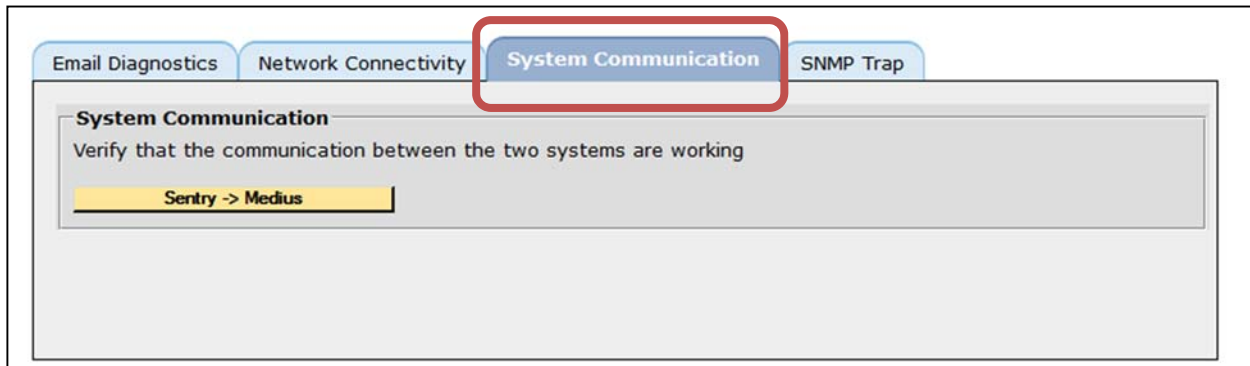 Email Diagnostics Network Connectivity System Communication SNMP Trap
System Communication
Verify that the communication between the two systems are working
Sentry -> Medius